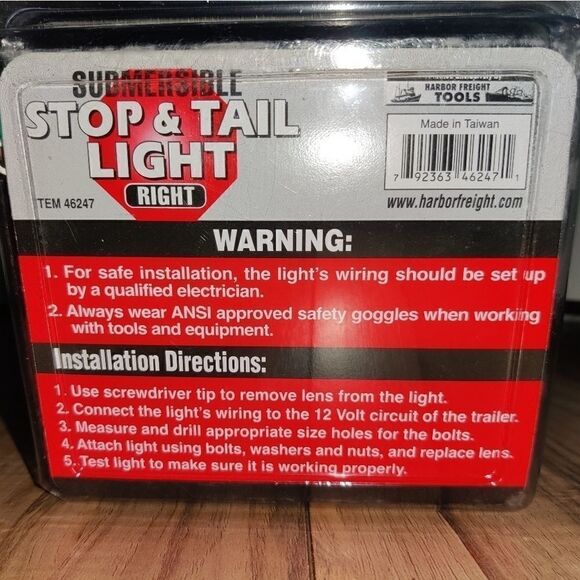 SUBMERSIBLE
STOP & TAIL
LIGHT
RIGHT
TEM 46247
HARBOR FREIGHT
TOOLS
Made in Taiwan
7 92363 46247 1
www.harborfreight.com
WARNING:
1. For safe installation, the light's wiring should be set up
by a qualified electrician.
2. Always wear ANSI approved safety goggles when working
with tools and equipment.
Installation Directions:
1. Use screwdriver tip to remove lens from the light.
2. Connect the light's wiring to the 12 Volt circuit of the trailer.
3. Measure and drill appropriate size holes for the bolts.
4. Attach light using bolts, washers and nuts, and replace lens.
5. Test light to make sure it is working properly.